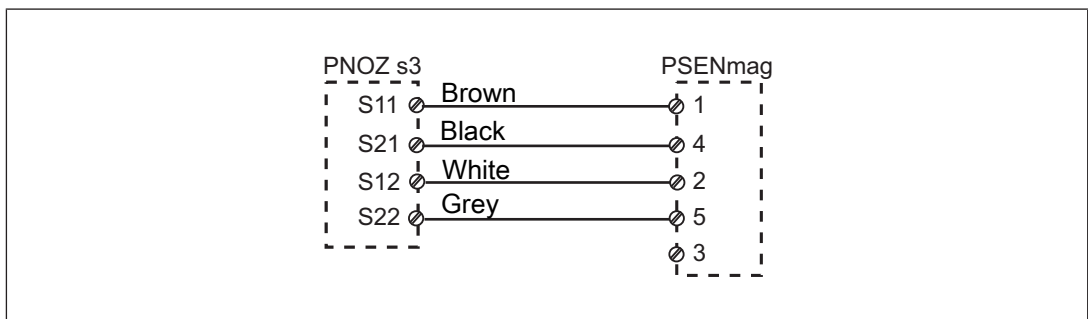 PNOZ s3 PSENmag
S11 Brown 1
S21 Black 4
S12 White 2
S22 Grey 5
3